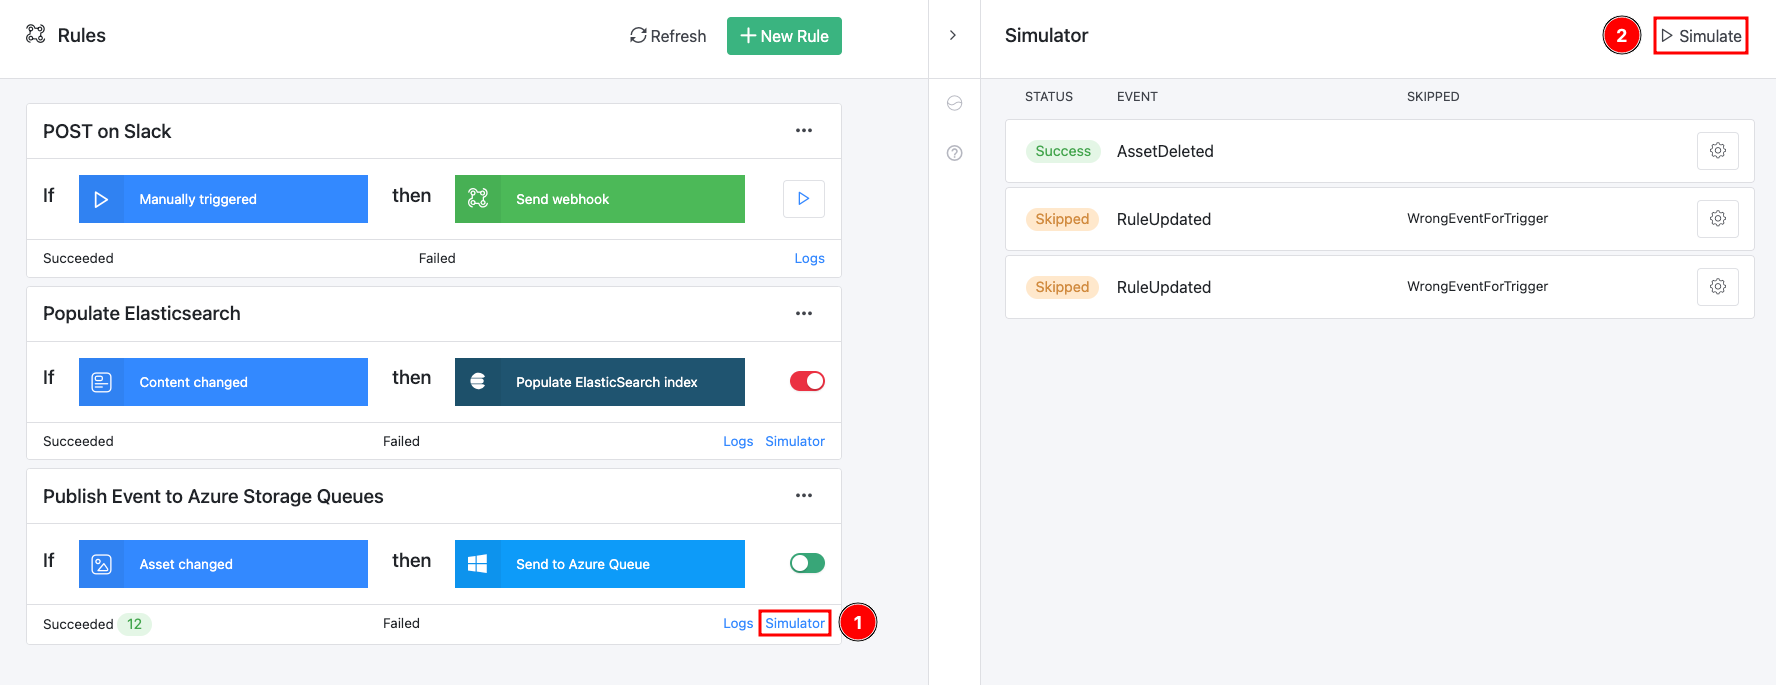 Rules
Refresh
New Rule
POST on Slack
If
Manually triggered
then
Send webhook
Succeeded
Failed
Logs
Populate Elasticsearch
If
Content changed
then
Populate ElasticSearch index
Succeeded
Failed
Logs
Simulator
Publish Event to Azure Storage Queues
If
Asset changed
then
Send to Azure Queue
Succeeded 12
Failed
Logs
Simulator
1
Simulator
2
Simulate
STATUS
EVENT
SKIPPED
Success
AssetDeleted
Skipped
RuleUpdated
WrongEventForTrigger
Skipped
RuleUpdated
WrongEventForTrigger